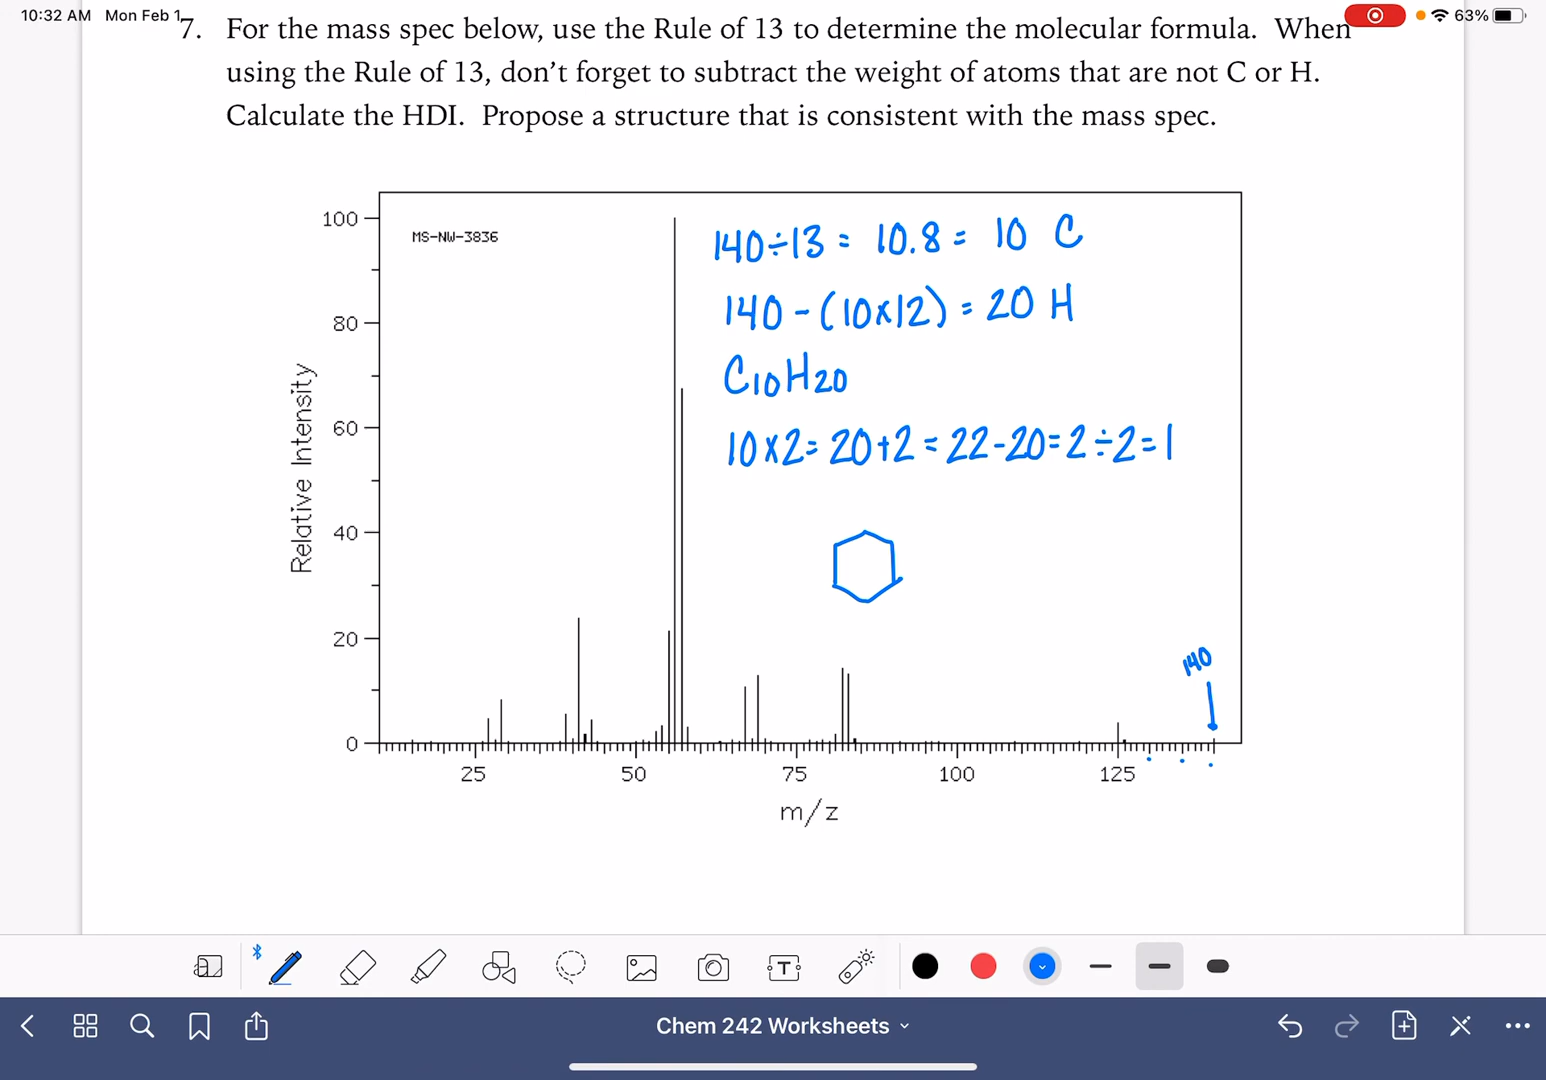 10:32 AM Mon Feb 1
63%
7. For the mass spec below, use the Rule of 13 to determine the molecular formula. When
using the Rule of 13, don't forget to subtract the weight of atoms that are not C or H.
Calculate the HDI. Propose a structure that is consistent with the mass spec.
100
MS-NW-3836
140÷13 = 10.8 = 10 C
80
140-(10x12) = 20 H
C10H20
60
10x2=20+2=22-20=2÷2=1
Relative Intensity
40
20
140
0
25 50 75 100 125
m/z
a
T
Chem 242 Worksheets